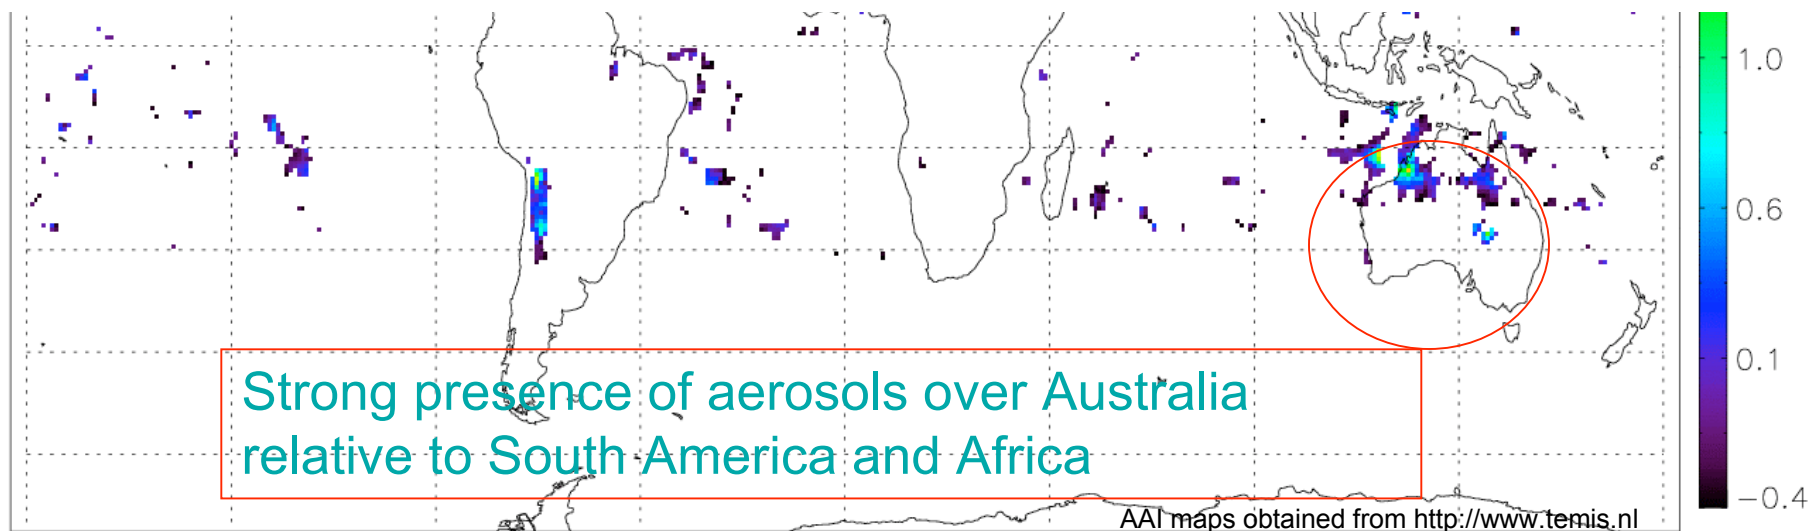 1.0
0.6
0.1
−0.4
Strong presence of aerosols over Australia
relative to South America and Africa
AAI maps obtained from http://www.temis.nl